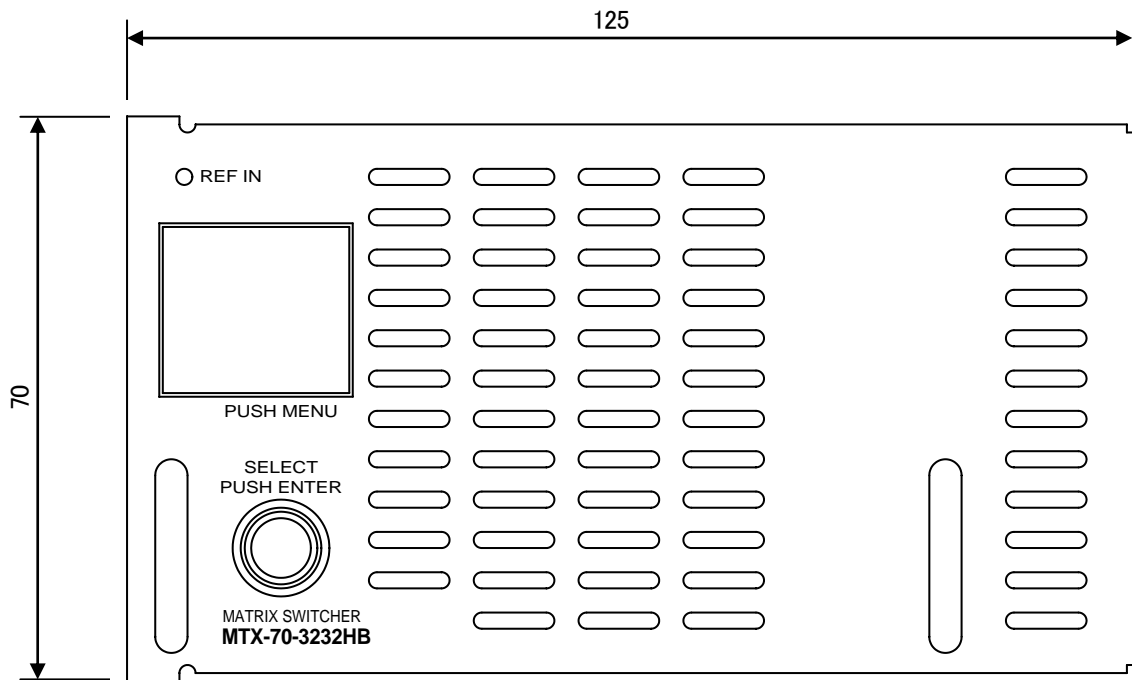 125
70
REF IN
PUSH MENU
SELECT
PUSH ENTER
MATRIX SWITCHER
MTX-70-3232HB